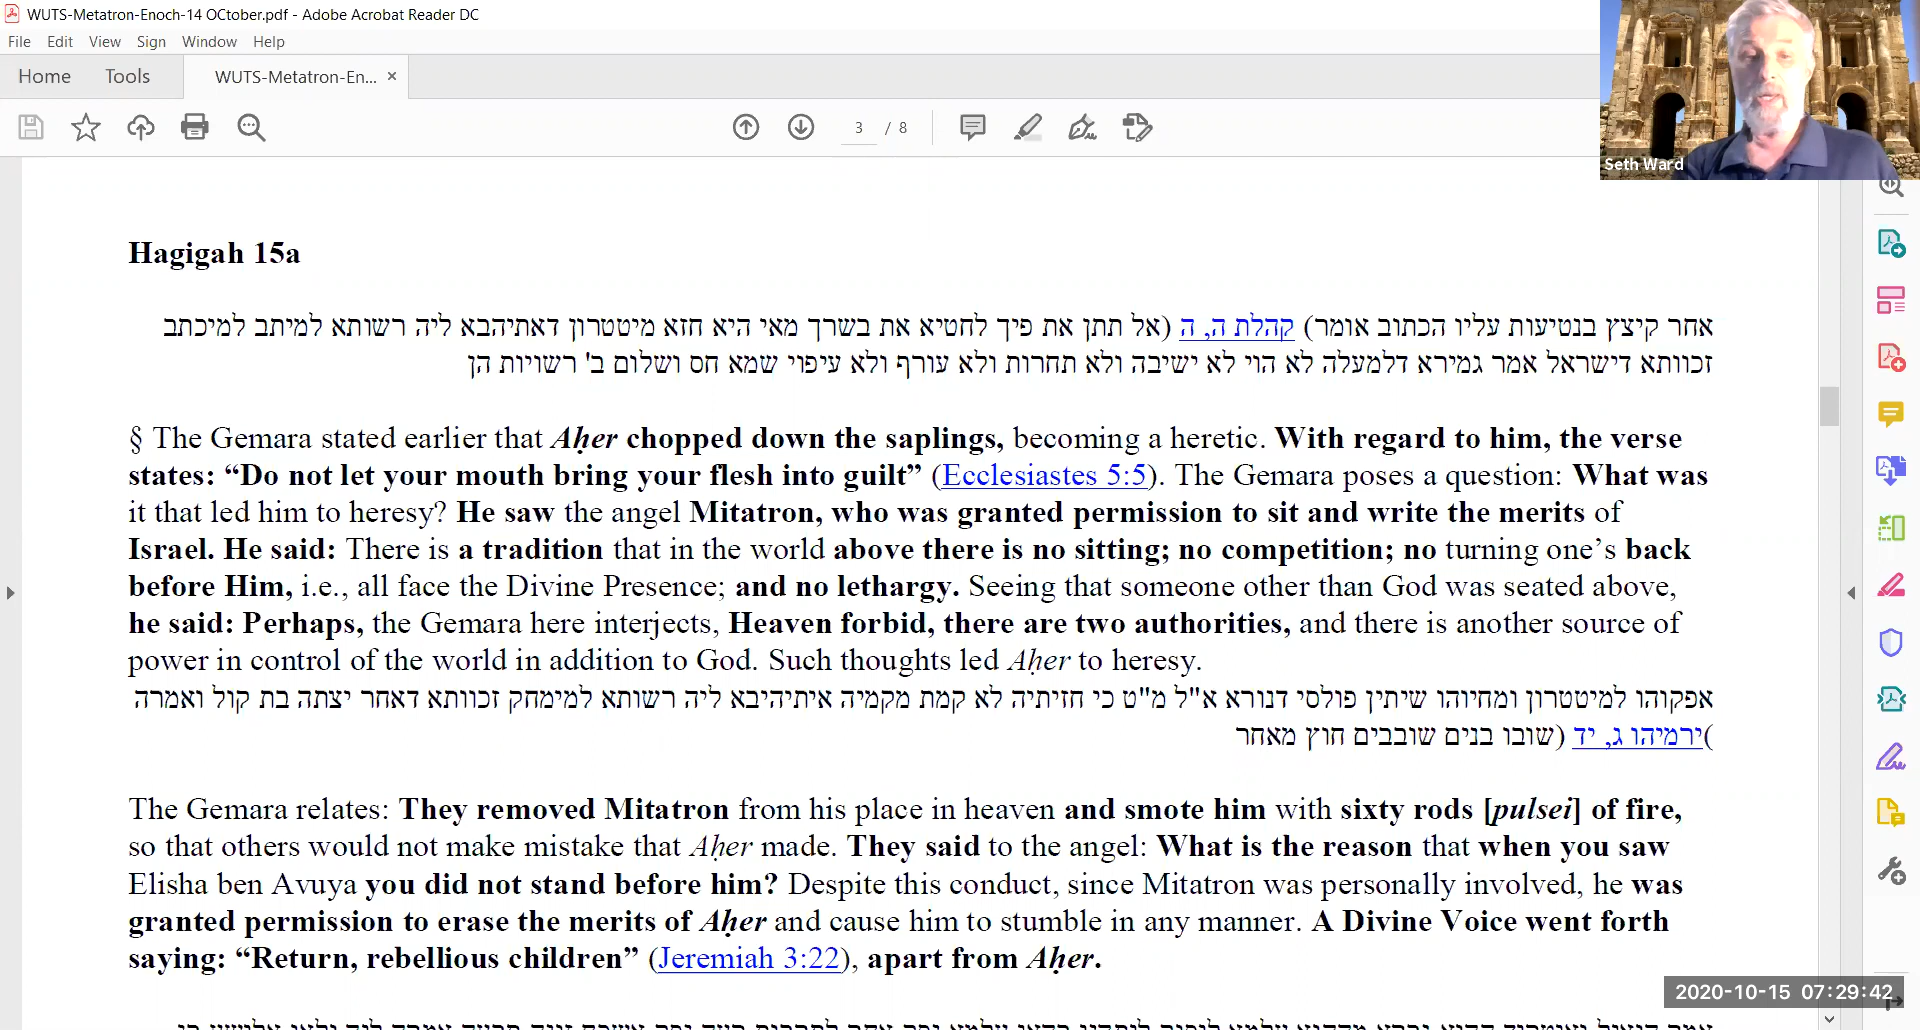 WUTS-Metatron-Enoch-14 OCtober.pdf - Adobe Acrobat Reader DC
File Edit View Sign Window Help
Home Tools WUTS-Metatron-En... ×
3 / 8
Seth Ward
Hagigah 15a
אחר קיצץ בנטיעות עליו הכתוב אומר) קהלת ה, ה (אל תתן את פיך לחטיא את בשרך מאי היא חזא מיטטרון דאתיהבא ליה רשותא למיתב למיכתב
זכוותא דישראל אמר גמירא דלמעלה לא הוי לא ישיבה ולא תחרות ולא עורף ולא עיפוי שמא חס ושלום ב' רשויות הן
§ The Gemara stated earlier that Aḥer chopped down the saplings, becoming a heretic. With regard to him, the verse
states: “Do not let your mouth bring your flesh into guilt” (Ecclesiastes 5:5). The Gemara poses a question: What was
it that led him to heresy? He saw the angel Mitatron, who was granted permission to sit and write the merits of
Israel. He said: There is a tradition that in the world above there is no sitting; no competition; no turning one’s back
before Him, i.e., all face the Divine Presence; and no lethargy. Seeing that someone other than God was seated above,
he said: Perhaps, the Gemara here interjects, Heaven forbid, there are two authorities, and there is another source of
power in control of the world in addition to God. Such thoughts led Aḥer to heresy.
אפקוהו למיטטרון ומחיוהו שיתין פולסי דנורא א"ל מ"ט כי חזיתיה לא קמת מקמיה איתיהיבא ליה רשותא למימחק זכוותא דאחר יצתה בת קול ואמרה
)ירמיהו ג, יד (שובו בנים שובבים חוץ מאחר
The Gemara relates: They removed Mitatron from his place in heaven and smote him with sixty rods [pulsei] of fire,
so that others would not make mistake that Aḥer made. They said to the angel: What is the reason that when you saw
Elisha ben Avuya you did not stand before him? Despite this conduct, since Mitatron was personally involved, he was
granted permission to erase the merits of Aḥer and cause him to stumble in any manner. A Divine Voice went forth
saying: “Return, rebellious children” (Jeremiah 3:22), apart from Aḥer.
2020-10-15 07:29:42